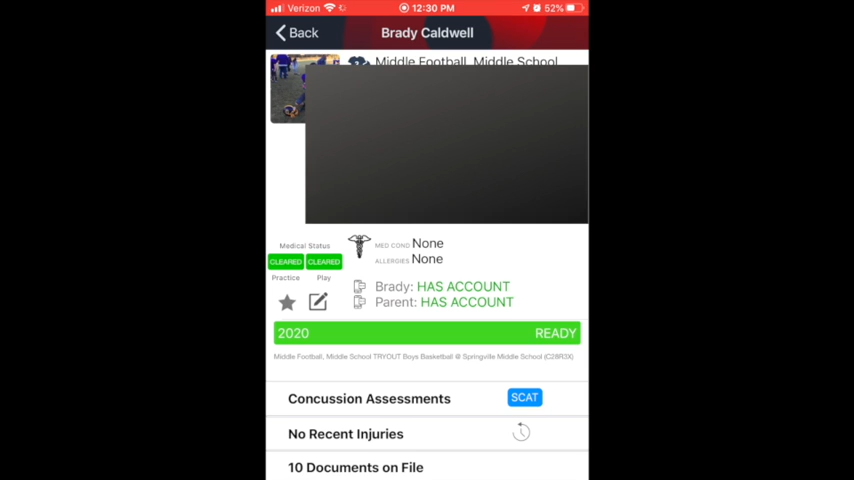 Verizon 12:30 PM 52%
Back Brady Caldwell
Middle Football, Middle School
Medical Status
MED COND None
CLEARED CLEARED
ALLERGIES None
Practice Play
Brady: HAS ACCOUNT
Parent: HAS ACCOUNT
2020 READY
Middle Football, Middle School TRYOUT Boys Basketball @ Springville Middle School (C28R3X)
Concussion Assessments SCAT
No Recent Injuries
10 Documents on File